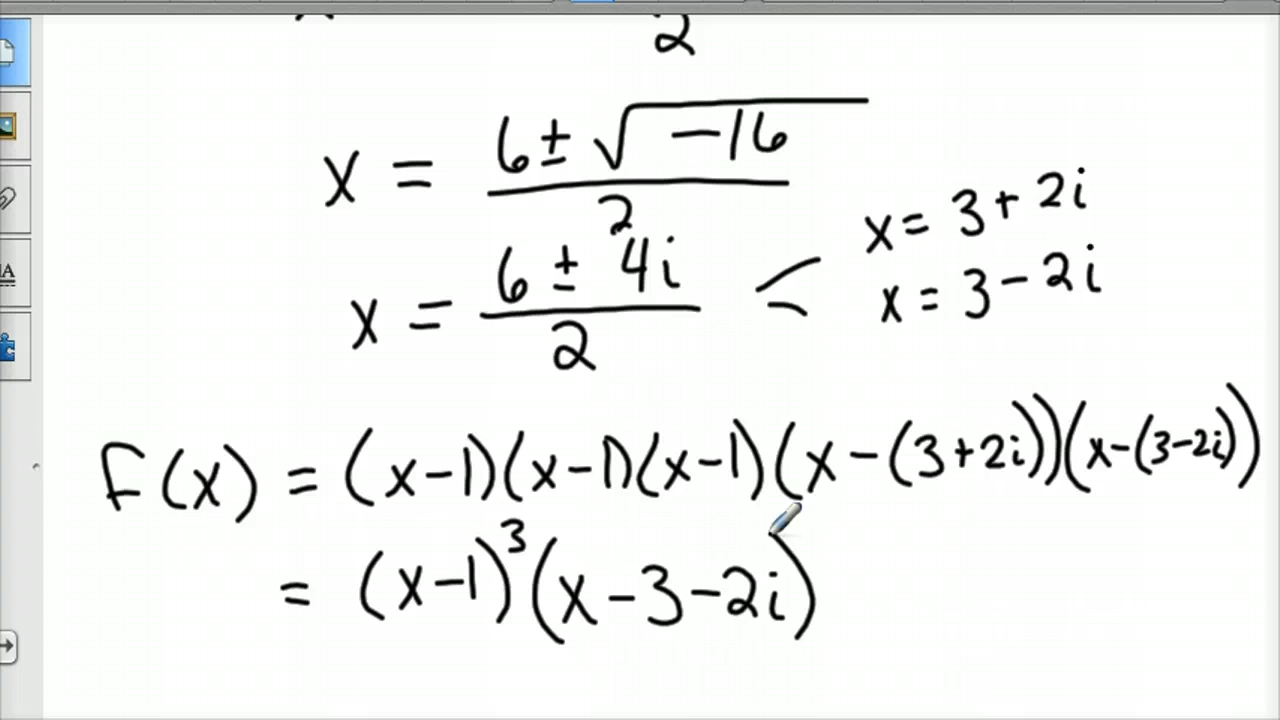 2
x = (6 ± √-16)/2
x = (6 ± 4i)/2
x = 3 + 2i
x = 3 - 2i
F(x) = (x-1)(x-1)(x-1)(x-(3+2i))(x-(3-2i))
= (x-1)³(x-3-2i)